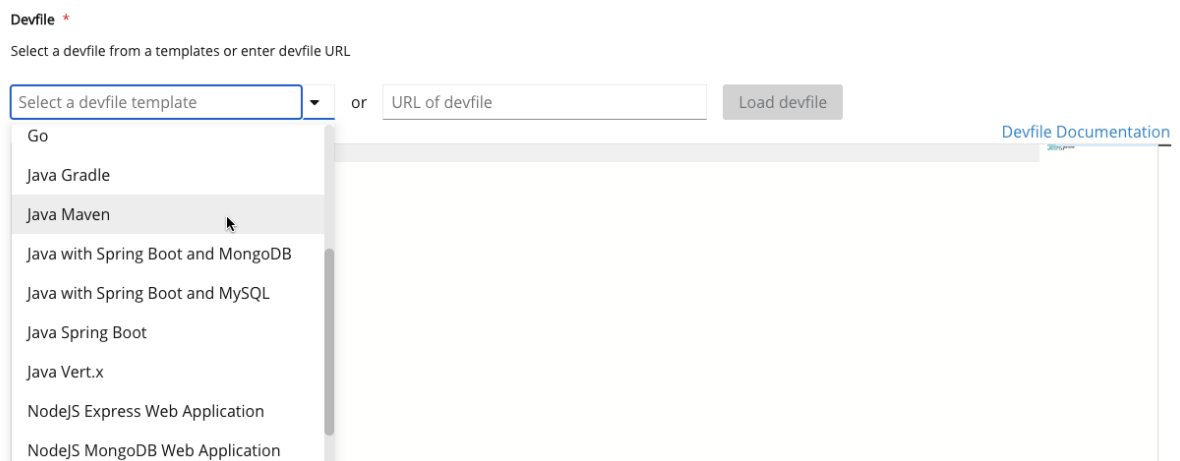 Devfile *
Select a devfile from a templates or enter devfile URL
Select a devfile template or URL of devfile Load devfile
Devfile Documentation
Go
Java Gradle
Java Maven
Java with Spring Boot and MongoDB
Java with Spring Boot and MySQL
Java Spring Boot
Java Vert.x
NodeJS Express Web Application
NodeJS MongoDB Web Application